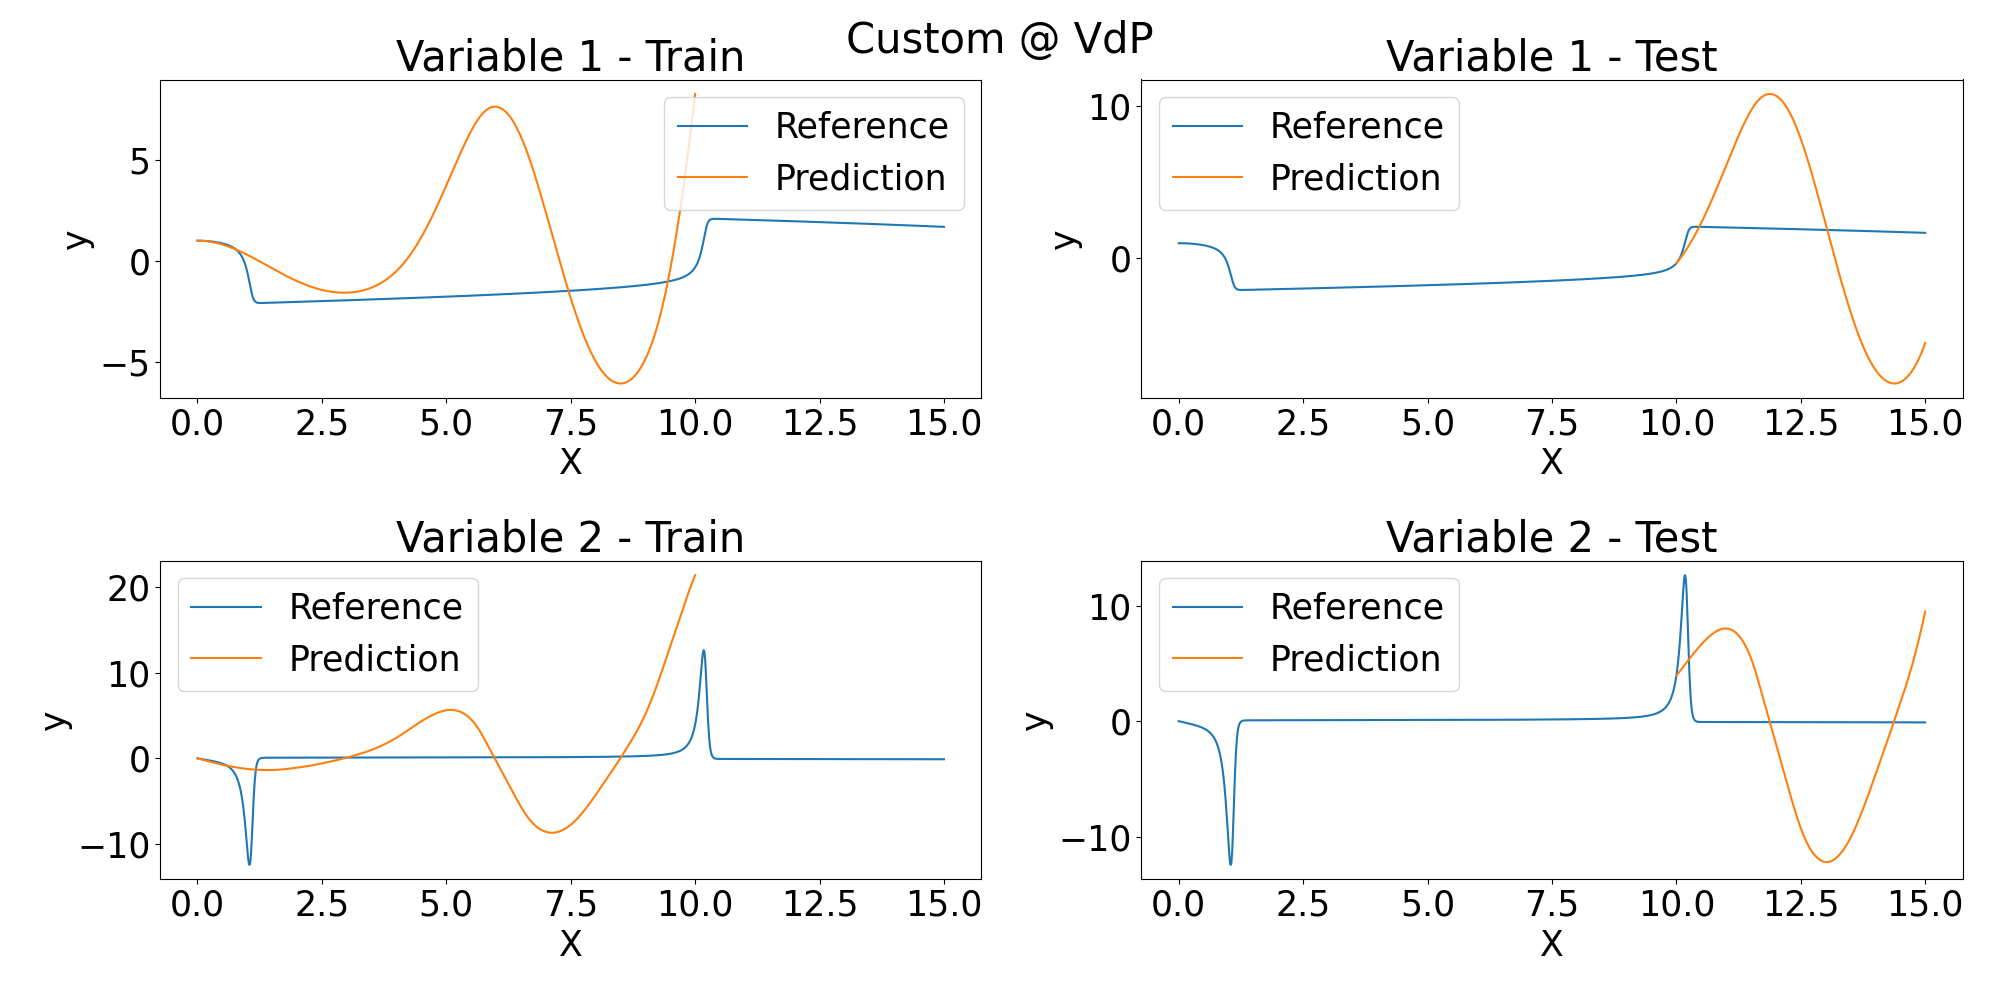 Custom @ VdP
Variable 1 - Train
Reference
Prediction
5
0
−5
y
0.0 2.5 5.0 7.5 10.0 12.5 15.0
X
Variable 1 - Test
Reference
Prediction
10
0
y
0.0 2.5 5.0 7.5 10.0 12.5 15.0
X
Variable 2 - Train
Reference
Prediction
20
10
0
−10
y
0.0 2.5 5.0 7.5 10.0 12.5 15.0
X
Variable 2 - Test
Reference
Prediction
10
0
−10
y
0.0 2.5 5.0 7.5 10.0 12.5 15.0
X